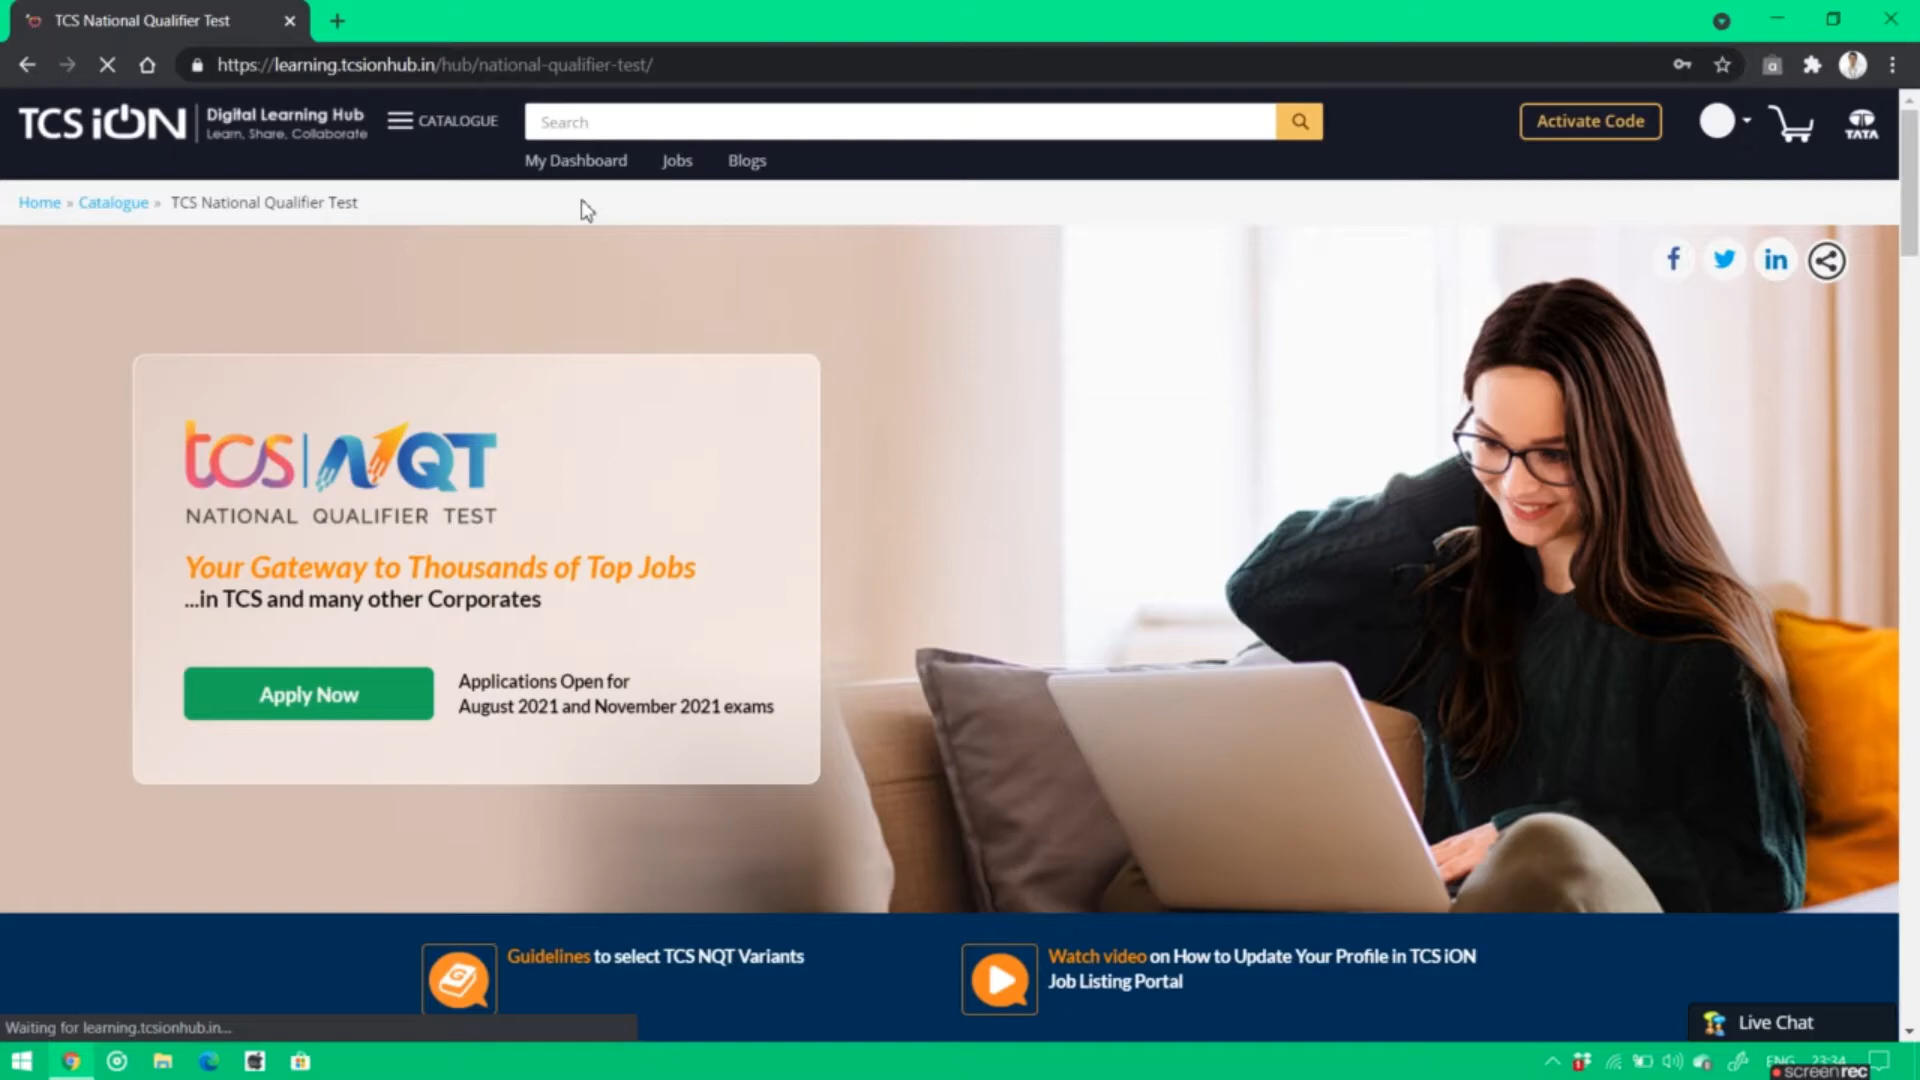 TCS National Qualifier Test
https://learning.tcsionhub.in/hub/national-qualifier-test/
TCS iON
Digital Learning Hub
Learn, Share, Collaborate
CATALOGUE
Search
Activate Code
TATA
My Dashboard
Jobs
Blogs
Home » Catalogue » TCS National Qualifier Test
f
in
tcs | NQT
NATIONAL QUALIFIER TEST
Your Gateway to Thousands of Top Jobs
...in TCS and many other Corporates
Apply Now
Applications Open for
August 2021 and November 2021 exams
Guidelines to select TCS NQT Variants
Watch video on How to Update Your Profile in TCS iON
Job Listing Portal
Live Chat
Waiting for learning.tcsionhub.in...
ENG
23:34
screenrec